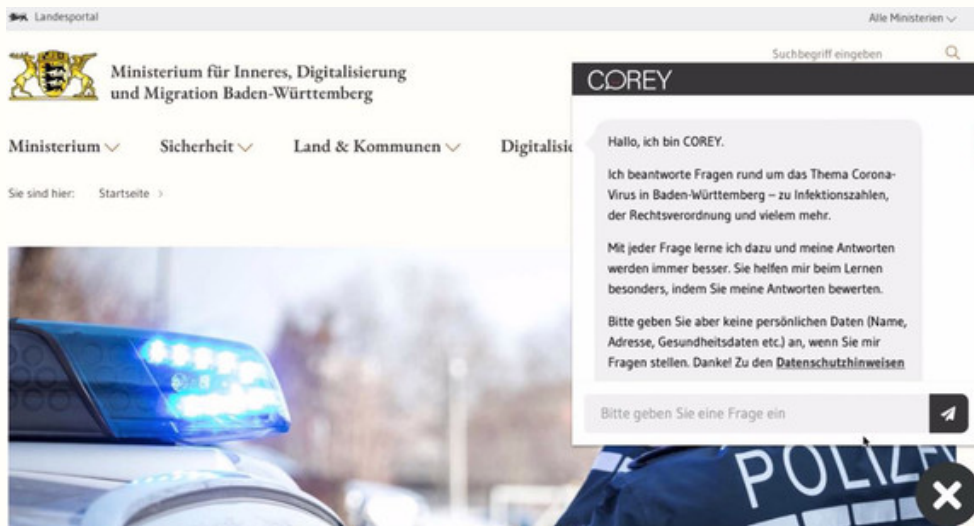 Landesportal
Alle Ministerien
Suchbegriff eingeben
Ministerium für Inneres, Digitalisierung
und Migration Baden-Württemberg
COREY
Ministerium
Sicherheit
Land & Kommunen
Sie sind hier:
Startseite
Hallo, ich bin COREY.
Ich beantworte Fragen rund um das Thema Corona-
Virus in Baden-Württemberg – zu Infektionszahlen,
der Rechtsverordnung und vielem mehr.
Mit jeder Frage lerne ich dazu und meine Antworten
werden immer besser. Sie helfen mir beim Lernen
besonders, indem Sie meine Antworten bewerten.
Bitte geben Sie aber keine persönlichen Daten (Name,
Adresse, Gesundheitsdaten etc.) an, wenn Sie mir
Fragen stellen. Danke! Zu den Datenschutzhinweisen
Bitte geben Sie eine Frage ein
POLIZEI